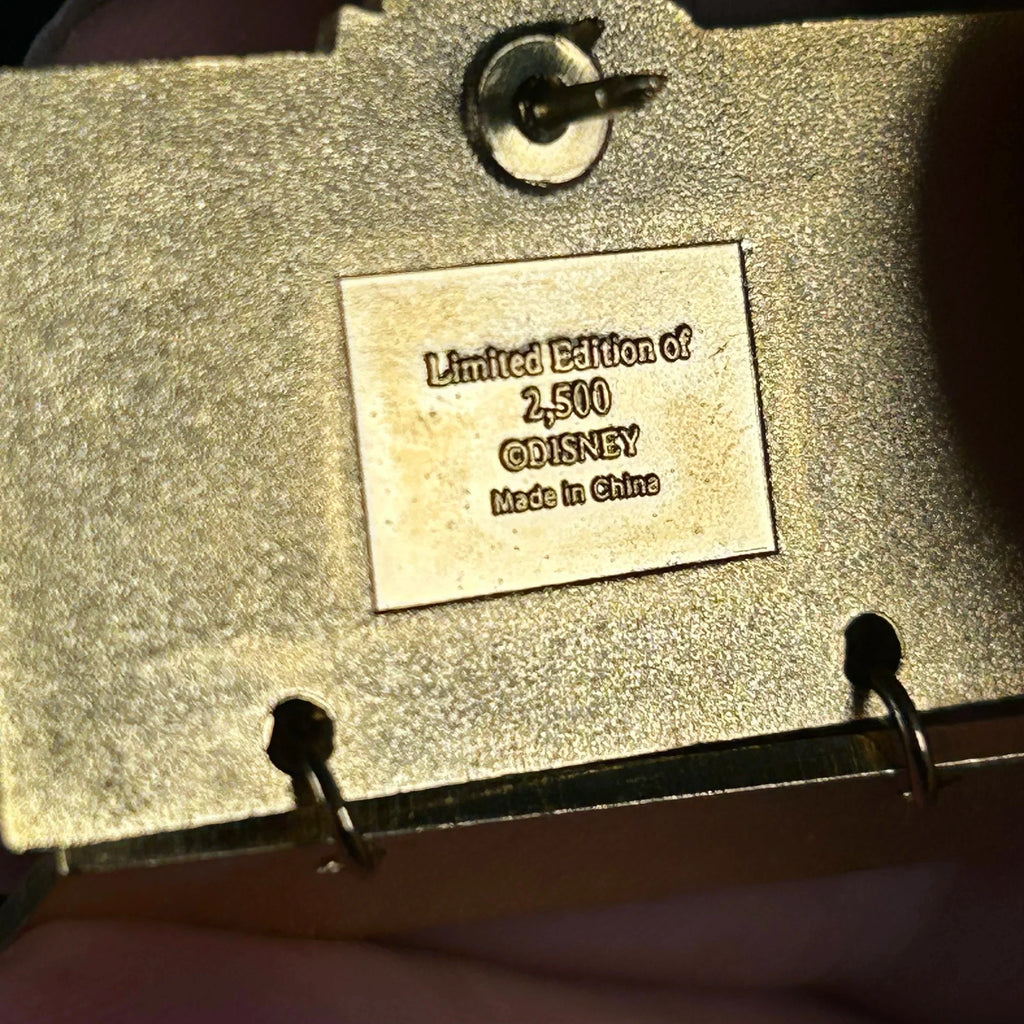 Limited Edition of
2,500
©DISNEY
Made in China